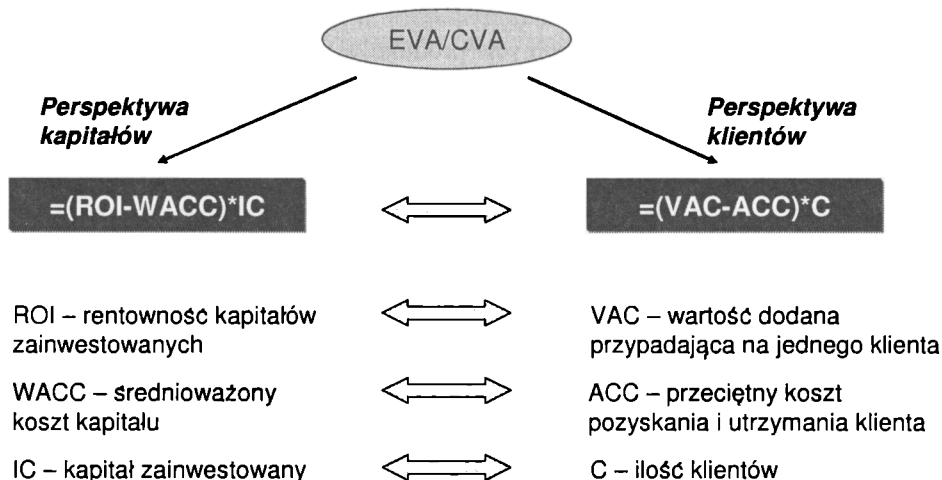 EVA/CVA
Perspektywa
kapitałów
Perspektywa
klientów
=(ROI-WACC)*IC
=(VAC-ACC)*C
ROI – rentowność kapitałów
zainwestowanych
VAC – wartość dodana
przypadająca na jednego klienta
WACC – średnioważony
koszt kapitalu
ACC – przeciętny koszt
pozyskania i utrzymania klienta
IC – kapitał zainwestowany
C – ilość klientów